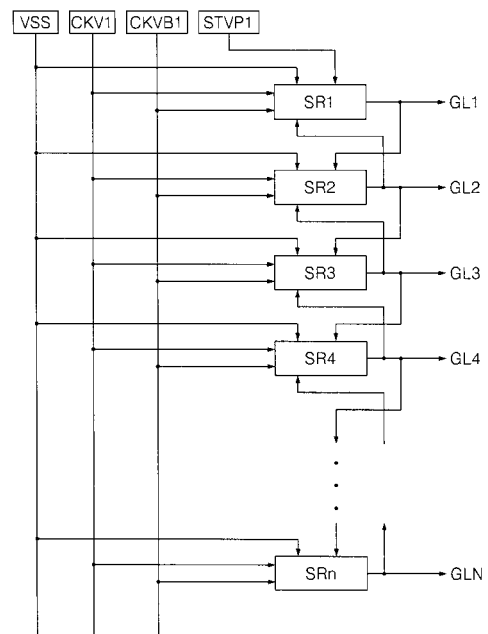 VSS CKV1 CKVB1 STVP1
SR1 GL1
SR2 GL2
SR3 GL3
SR4 GL4
SRn GLN